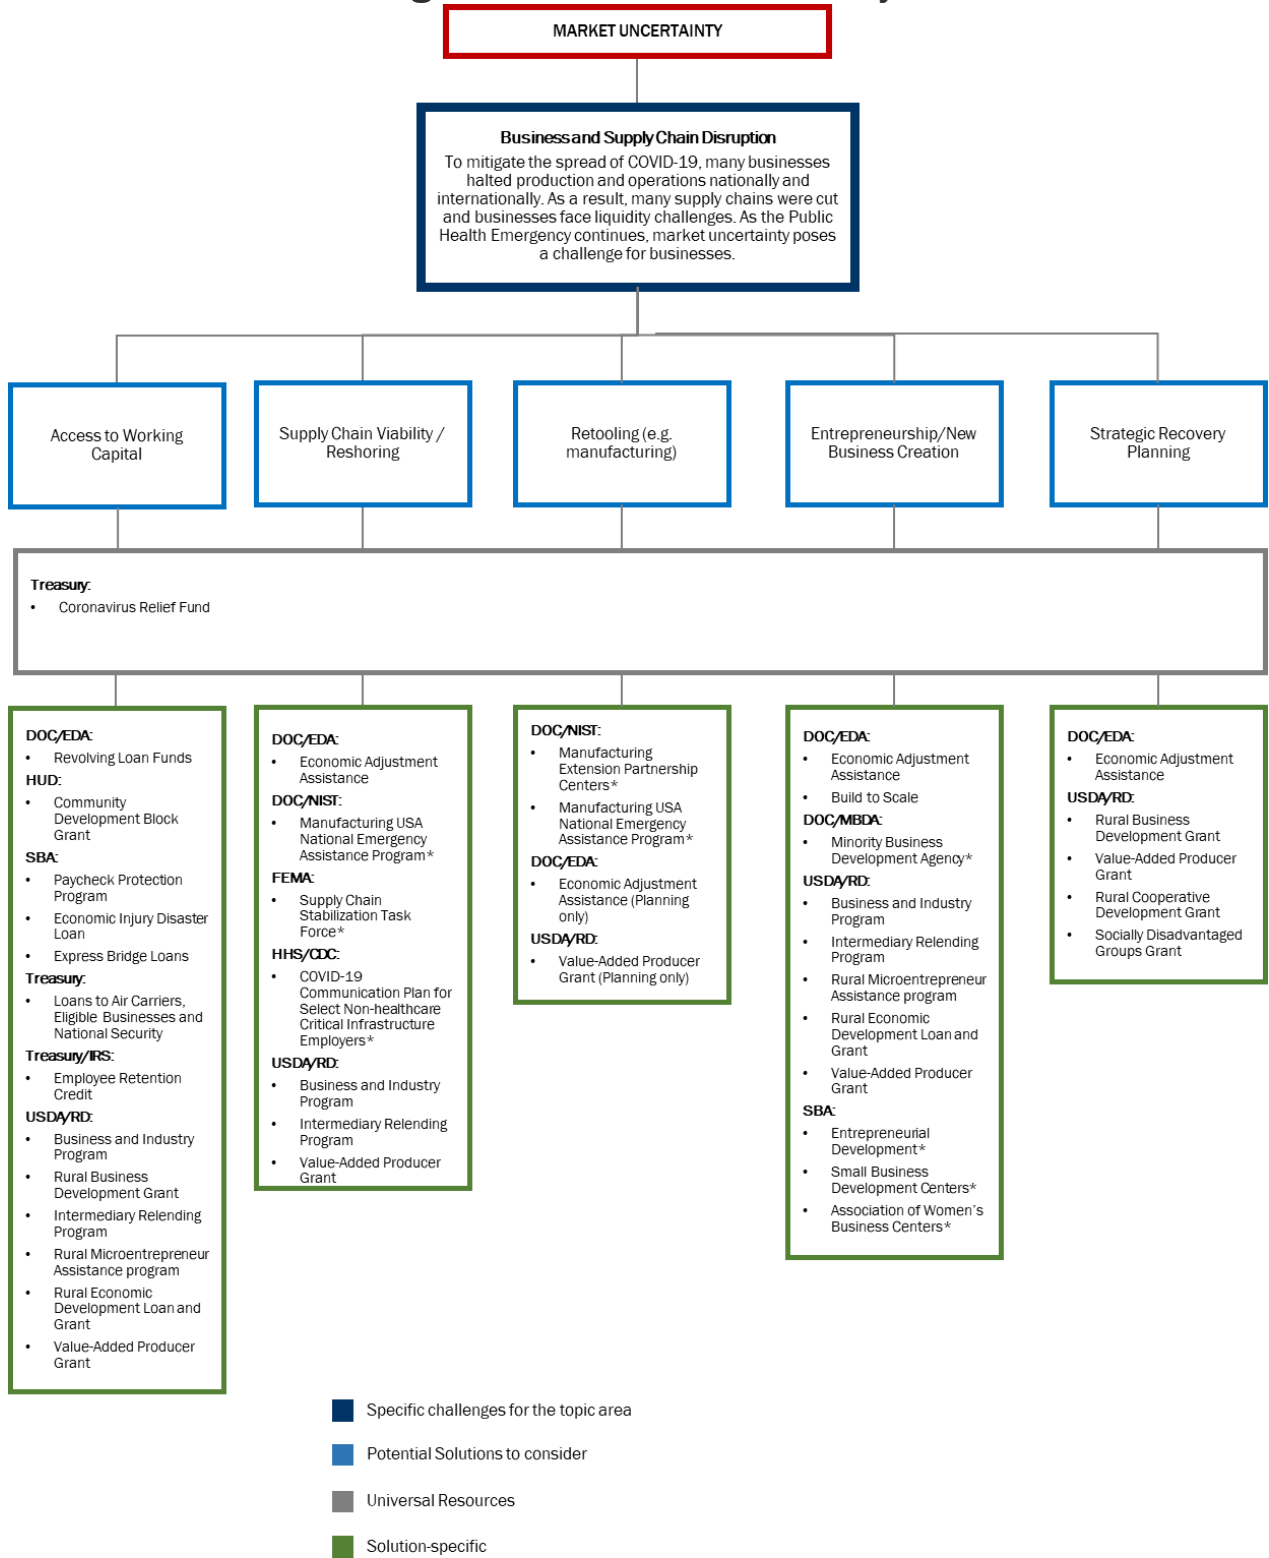 MARKET UNCERTAINTY
Business and Supply Chain Disruption
To mitigate the spread of COVID-19, many businesses
halted production and operations nationally and
internationally. As a result, many supply chains were cut
and businesses face liquidity challenges. As the Public
Health Emergency continues, market uncertainty poses
a challenge for businesses.
Access to Working
Capital
Supply Chain Viability /
Reshoring
Retooling (e.g.
manufacturing)
Entrepreneurship/New
Business Creation
Strategic Recovery
Planning
Treasury:
• Coronavirus Relief Fund
DOC/EDA:
• Revolving Loan Funds
HUD:
• Community
Development Block
Grant
SBA:
• Paycheck Protection
Program
• Economic Injury Disaster
Loan
• Express Bridge Loans
Treasury:
• Loans to Air Carriers,
Eligible Businesses and
National Security
Treasury/IRS:
• Employee Retention
Credit
USDA/RD:
• Business and Industry
Program
• Rural Business
Development Grant
• Intermediary Relending
Program
• Rural Microentrepreneur
Assistance program
• Rural Economic
Development Loan and
Grant
• Value-Added Producer
Grant
DOC/EDA:
• Economic Adjustment
Assistance
DOC/NIST:
• Manufacturing USA
National Emergency
Assistance Program*
FEMA:
• Supply Chain
Stabilization Task
Force*
HHS/CDC:
• COVID-19
Communication Plan for
Select Non-healthcare
Critical Infrastructure
Employers*
USDA/RD:
• Business and Industry
Program
• Intermediary Relending
Program
• Value-Added Producer
Grant
DOC/NIST:
• Manufacturing
Extension Partnership
Centers*
• Manufacturing USA
National Emergency
Assistance Program*
DOC/EDA:
• Economic Adjustment
Assistance (Planning
only)
USDA/RD:
• Value-Added Producer
Grant (Planning only)
DOC/EDA:
• Economic Adjustment
Assistance
• Build to Scale
DOC/MBDA:
• Minority Business
Development Agency*
USDA/RD:
• Business and Industry
Program
• Intermediary Relending
Program
• Rural Microentrepreneur
Assistance program
• Rural Economic
Development Loan and
Grant
• Value-Added Producer
Grant
SBA:
• Entrepreneurial
Development*
• Small Business
Development Centers*
• Association of Women's
Business Centers*
DOC/EDA:
• Economic Adjustment
Assistance
USDA/RD:
• Rural Business
Development Grant
• Value-Added Producer
Grant
• Rural Cooperative
Development Grant
• Socially Disadvantaged
Groups Grant
Specific challenges for the topic area
Potential Solutions to consider
Universal Resources
Solution-specific